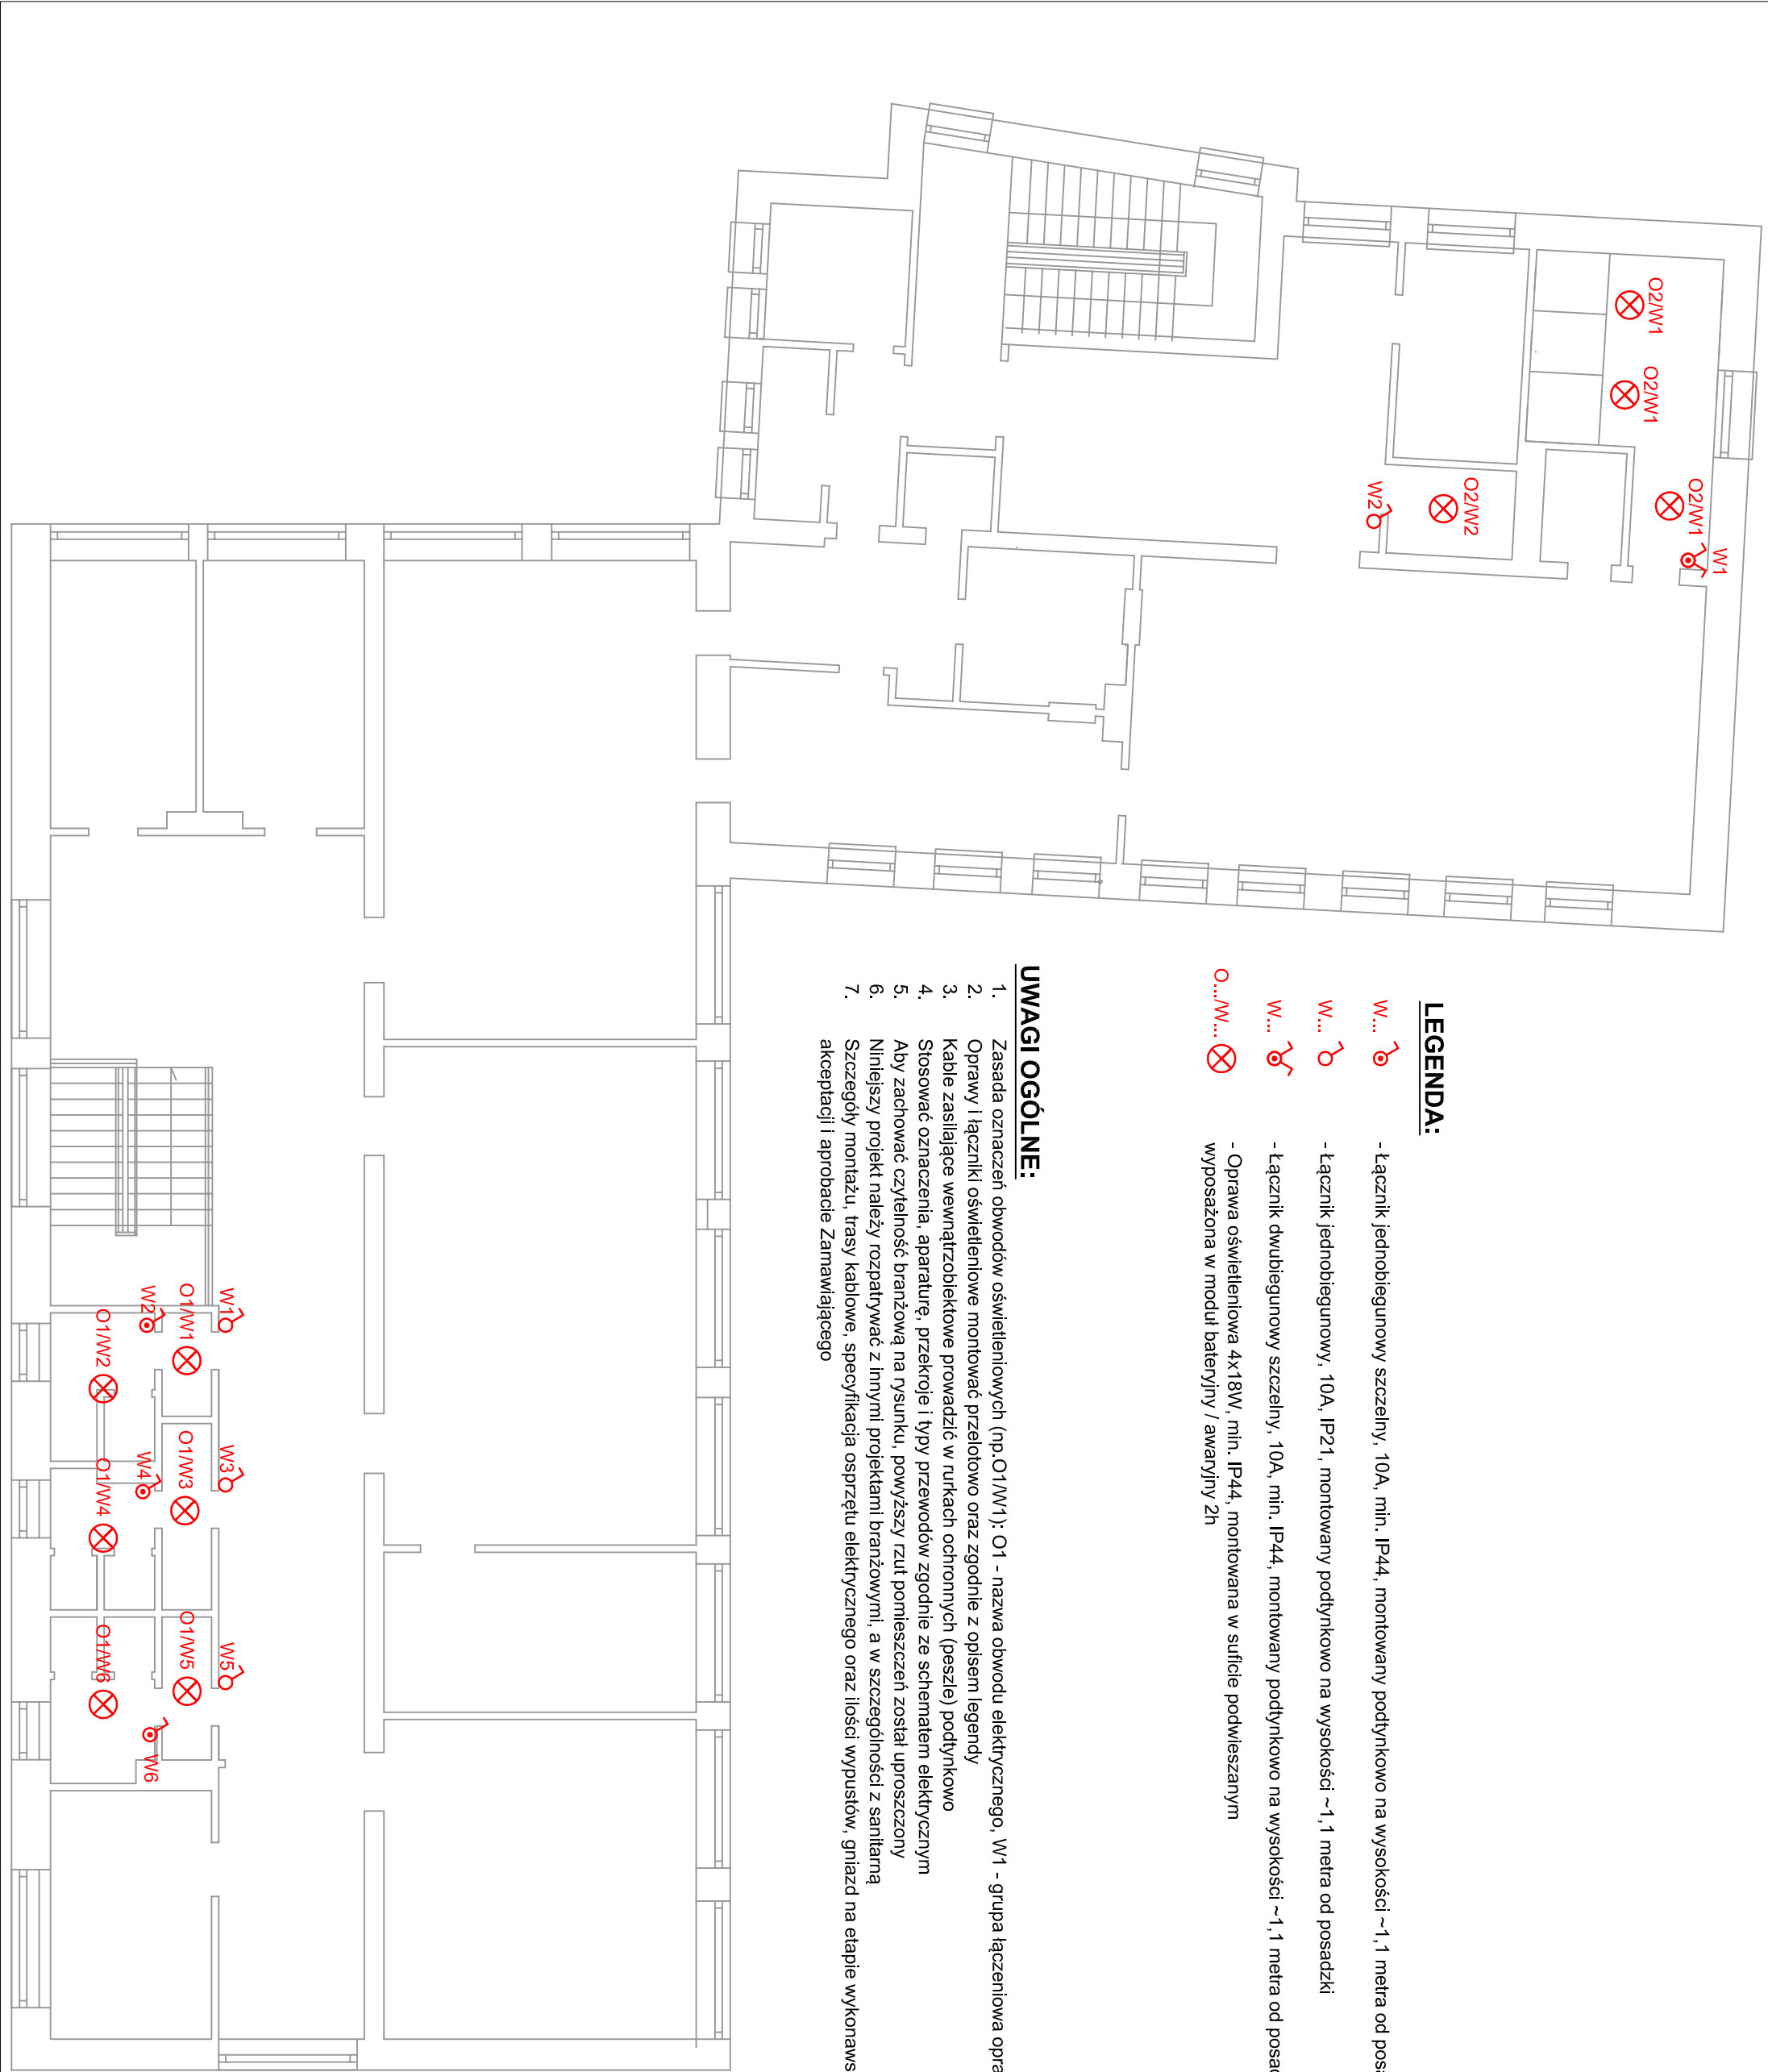 O2/W1
O2/W1
O2/W1
W1
O2/W2
W2
LEGENDA:
W... - Łącznik jednobiegunowy szczelny, 10A, min. IP44, montowany podtynkowo na wysokości ~1,1 metra od
W... - Łącznik jednobiegunowy, 10A, IP21, montowany podtynkowo na wysokości ~1,1 metra od posadzki
W... - Łącznik dwubiegunowy szczelny, 10A, min. IP44, montowany podtynkowo na wysokości ~1,1 metra od
O.../W... - Oprawa oświetleniowa 4x18W, min. IP44, montowana w suficie podwieszanym
wyposażona w moduł bateryjny / awaryjny 2h
UWAGI OGÓLNE:
1. Zasada oznaczeń obwodów oświetleniowych (np.O1/W1): O1 - nazwa obwodu elektrycznego, W1 - grupa łączeniowa
2. Oprawy i łączniki oświetleniowe montować przelotowo oraz zgodnie z opisem legendy
3. Kable zasilające wewnątrzobiektowe prowadzić w rurkach ochronnych (peszle) podtynkowo
4. Stosować oznaczenia, aparaturę, przekroje i typy przewodów zgodnie ze schematem elektrycznym
5. Aby zachować czytelność branżową na rysunku, powyższy rzut pomieszczeń został uproszczony
6. Niniejszy projekt należy rozpatrywać z innymi projektami branżowymi, a w szczególności z sanitarną
7. Szczegóły montażu, trasy kablowe, specyfikacja osprzętu elektrycznego oraz ilości wypustów, gniazd na etapie
akceptacji i aprobacie Zamawiającego
W1
O1/W1
W2
O1/W2
W3
O1/W3
W4
O1/W4
W5
O1/W5
O1/W6
W6